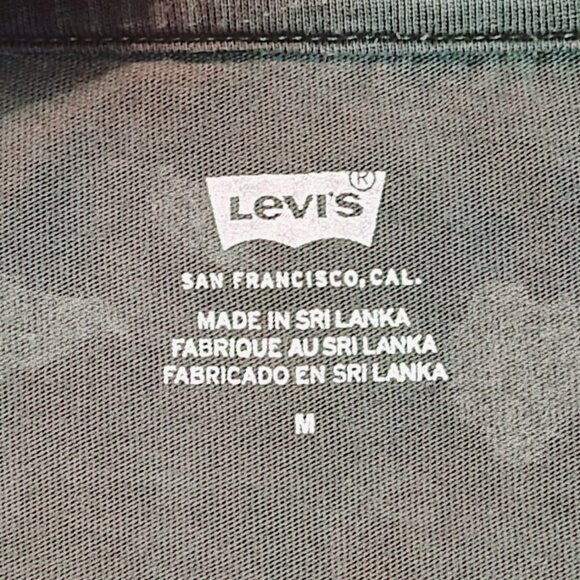 LEVI'S®
SAN FRANCISCO, CAL.
MADE IN SRI LANKA
FABRIQUE AU SRI LANKA
FABRICADO EN SRI LANKA
M